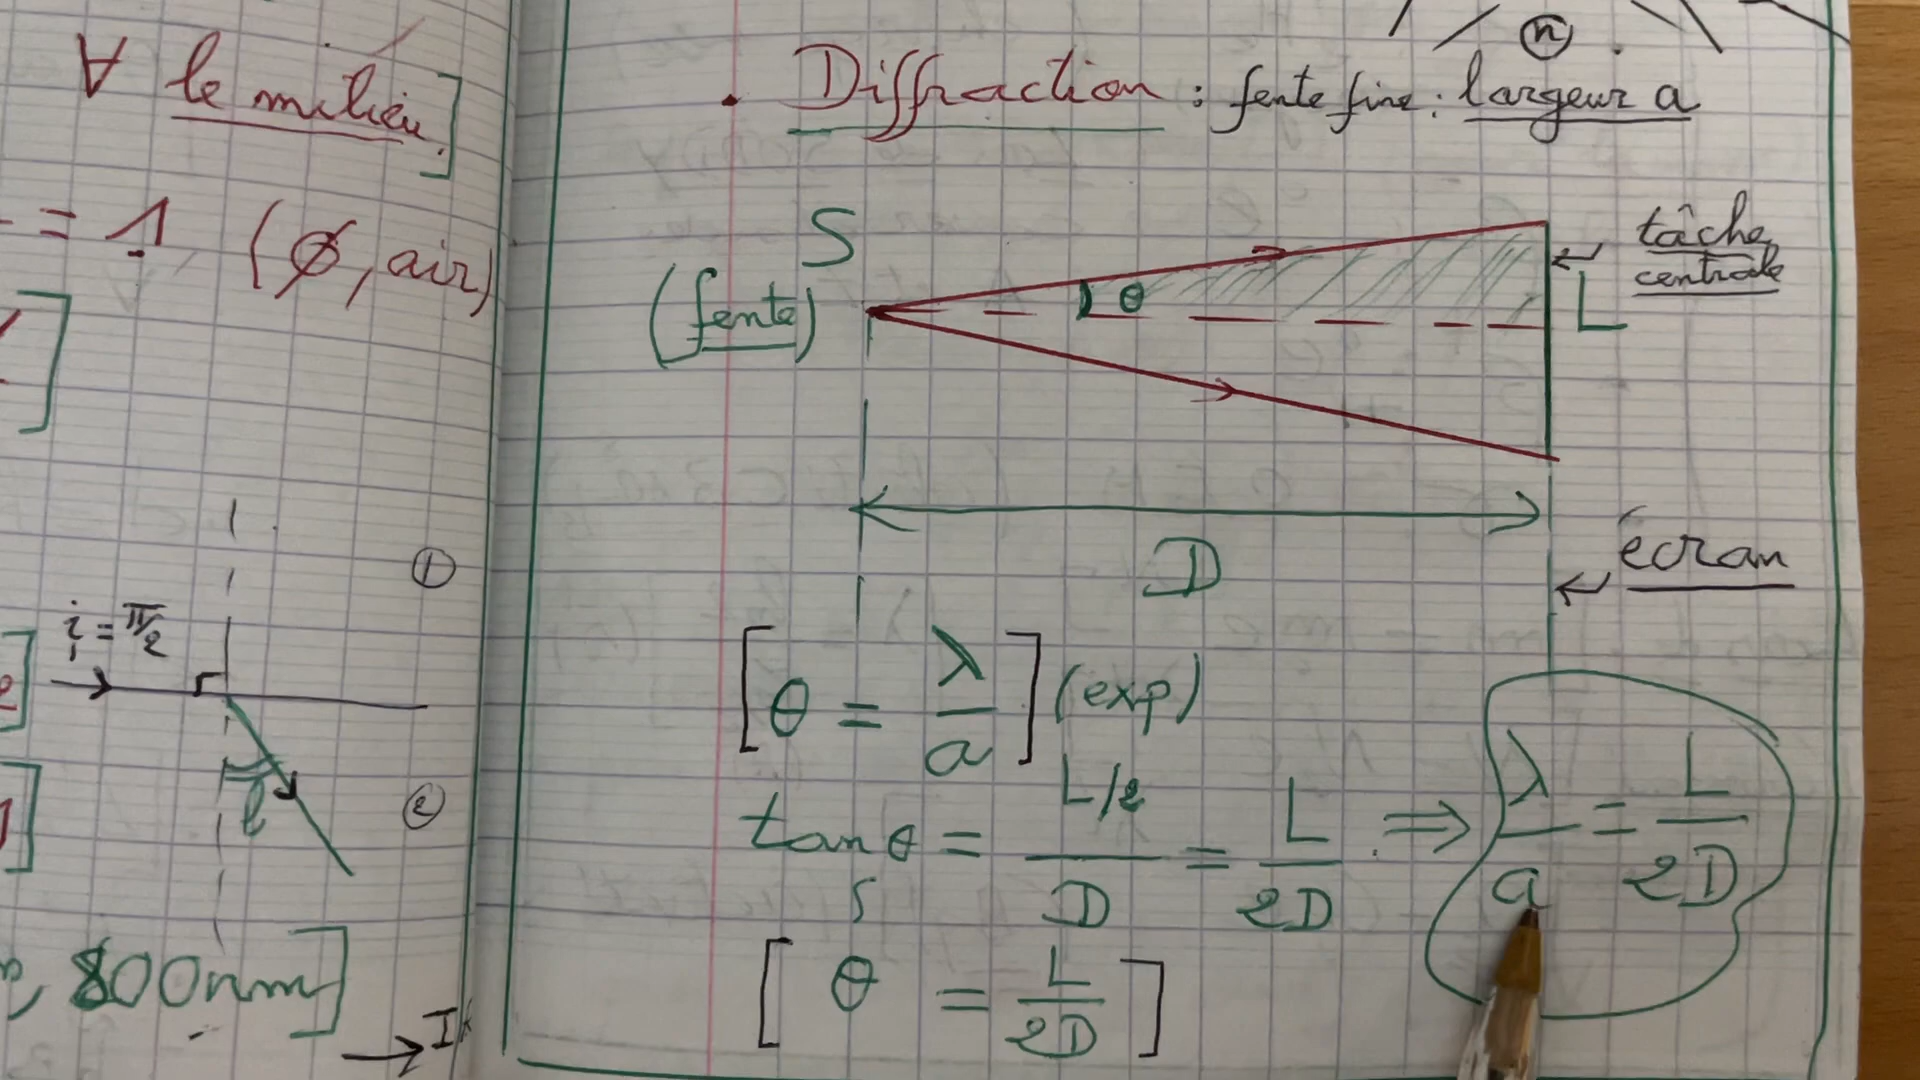 ∀ le milieu.]
= 1 (∅, air)
i = π/2
①
②
l
800nm]
n
• Diffraction : fente fine : largeur a
S
(fente)
θ
tâche
centrale
L
D
écran
[θ = λ/a] (exp)
tan θ = (L/2)/D = L/2D ⇒ λ/a = L/2D
[θ = L/2D]